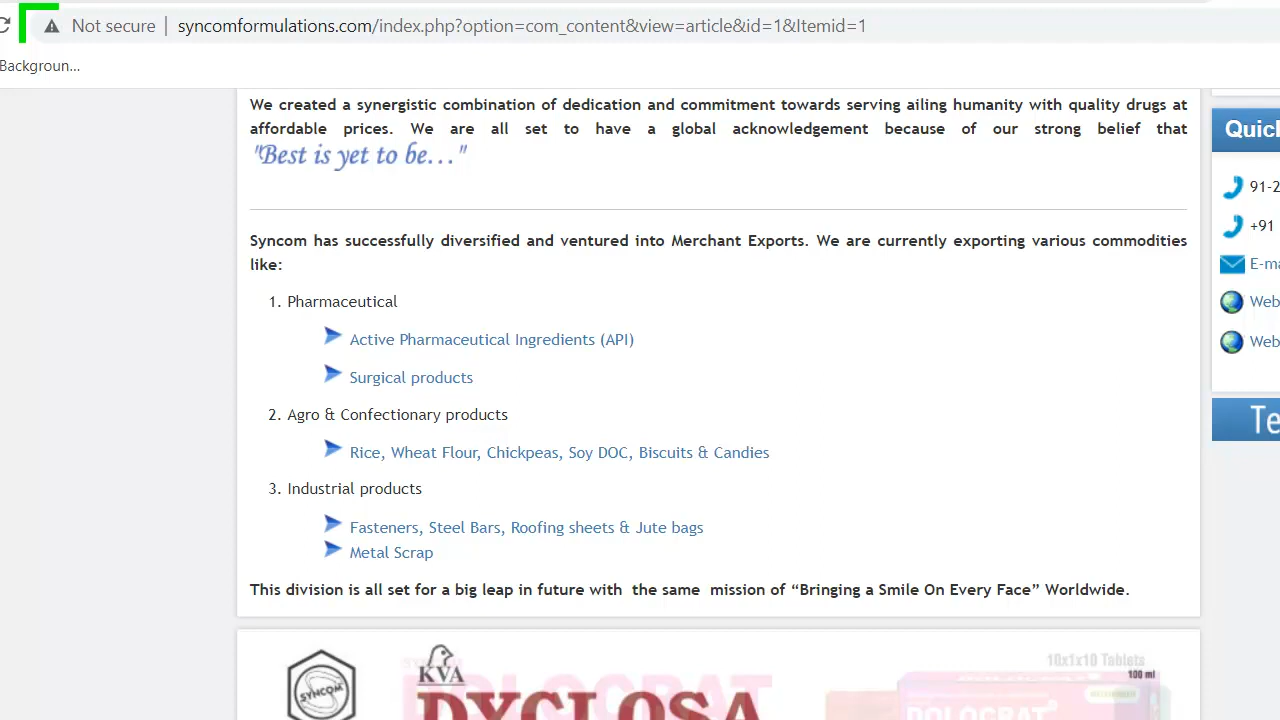 Not secure | syncomformulations.com/index.php?option=com_content&view=article&id=1&Itemid=1
Backgroun...
We created a synergistic combination of dedication and commitment towards serving ailing humanity with quality drugs at
affordable prices. We are all set to have a global acknowledgement because of our strong belief that
"Best is yet to be..."
Syncom has successfully diversified and ventured into Merchant Exports. We are currently exporting various commodities
like:
1. Pharmaceutical
Active Pharmaceutical Ingredients (API)
Surgical products
2. Agro & Confectionary products
Rice, Wheat Flour, Chickpeas, Soy DOC, Biscuits & Candies
3. Industrial products
Fasteners, Steel Bars, Roofing sheets & Jute bags
Metal Scrap
This division is all set for a big leap in future with the same mission of “Bringing a Smile On Every Face” Worldwide.
91-2
+91
E-ma
Web
Web
SYNCOM
KVA
DYCLOSA
10x1x10 Tablets
100 ml